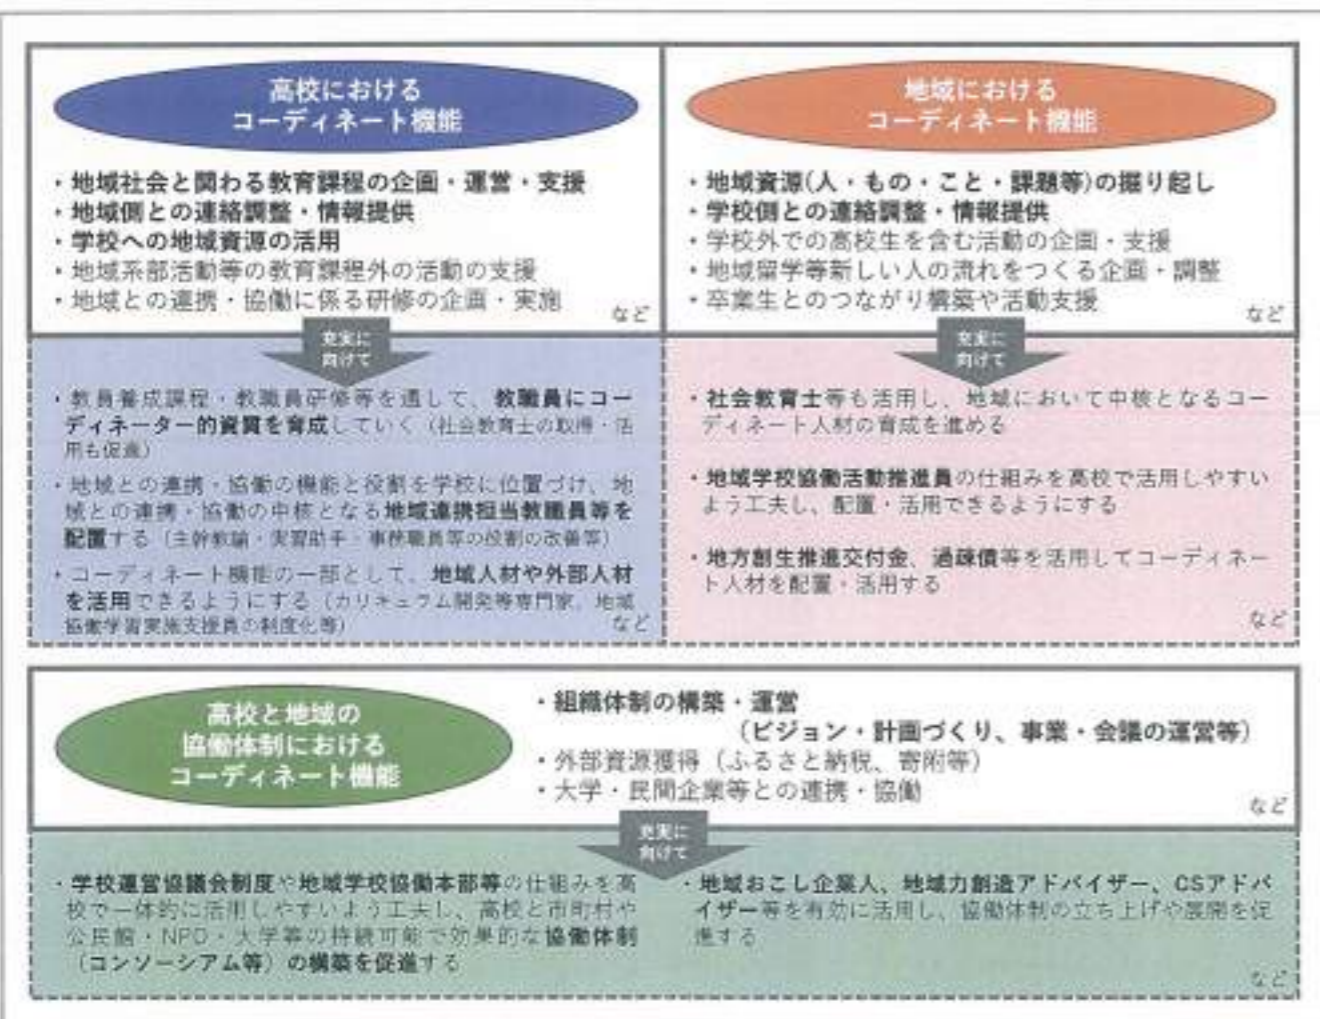 高校における
コーディネート機能
・地域社会と関わる教育課程の企画・運営・支援
・地域側との連絡調整・情報提供
・学校への地域資源の活用
・地域系部活動等の教育課程外の活動の支援
・地域との連携・協働に係る研修の企画・実施
など
充実に
向けて
・教員養成課程・教職員研修等を通して、教職員にコー
ディネーター的資質を育成していく（社会教育士の取得・活
用も促進）
・地域との連携・協働の機能と役割を学校に位置づけ、地
域との連携・協働の中核となる地域連携担当教職員等を
配置する（主幹教諭・実習助手・事務職員等の役割の改善等）
・コーディネート機能の一部として、地域人材や外部人材
を活用できるようにする（カリキュラム開発等専門家、地域
協働学習実施支援員の制度化等）
など
地域における
コーディネート機能
・地域資源(人・もの・こと・課題等)の掘り起し
・学校側との連絡調整・情報提供
・学校外での高校生を含む活動の企画・支援
・地域留学等新しい人の流れをつくる企画・調整
・卒業生とのつながり構築や活動支援
など
充実に
向けて
・社会教育士等も活用し、地域において中核となるコー
ディネート人材の育成を進める
・地域学校協働活動推進員の仕組みを高校で活用しやすい
よう工夫し、配置・活用できるようにする
・地方創生推進交付金、過疎債等を活用してコーディネー
ト人材を配置・活用する
など
高校と地域の
協働体制における
コーディネート機能
・組織体制の構築・運営
（ビジョン・計画づくり、事業・会議の運営等）
・外部資源獲得（ふるさと納税、寄附等）
・大学・民間企業等との連携・協働
など
充実に
向けて
・学校運営協議会制度や地域学校協働本部等の仕組みを高
校で一体的に活用しやすいよう工夫し、高校と市町村や
公民館・NPO・大学等の持続可能で効果的な協働体制
（コンソーシアム等）の構築を促進する
・地域おこし企業人、地域力創造アドバイザー、CSアドバ
イザー等を有効に活用し、協働体制の立ち上げや展開を促
進する
など